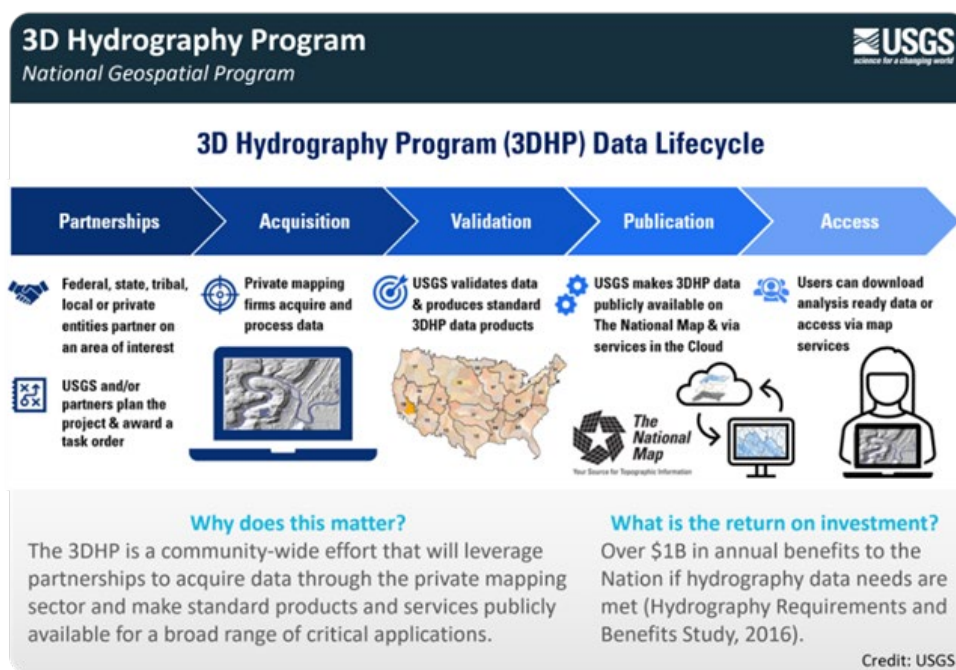 3D Hydrography Program
National Geospatial Program
USGS
science for a changing world
3D Hydrography Program (3DHP) Data Lifecycle
Partnerships
Acquisition
Validation
Publication
Access
Federal, state, tribal,
local or private
entities partner on
an area of interest
USGS and/or
partners plan the
project & award a
task order
Private mapping
firms acquire and
process data
USGS validates data
& produces standard
3DHP data products
USGS makes 3DHP data
publicly available on
The National Map & via
services in the Cloud
The
National
Map
Your Source for Topographic Information
Users can download
analysis ready data or
access via map
services
Why does this matter?
The 3DHP is a community-wide effort that will leverage
partnerships to acquire data through the private mapping
sector and make standard products and services publicly
available for a broad range of critical applications.
What is the return on investment?
Over $1B in annual benefits to the
Nation if hydrography data needs are
met (Hydrography Requirements and
Benefits Study, 2016).
Credit: USGS